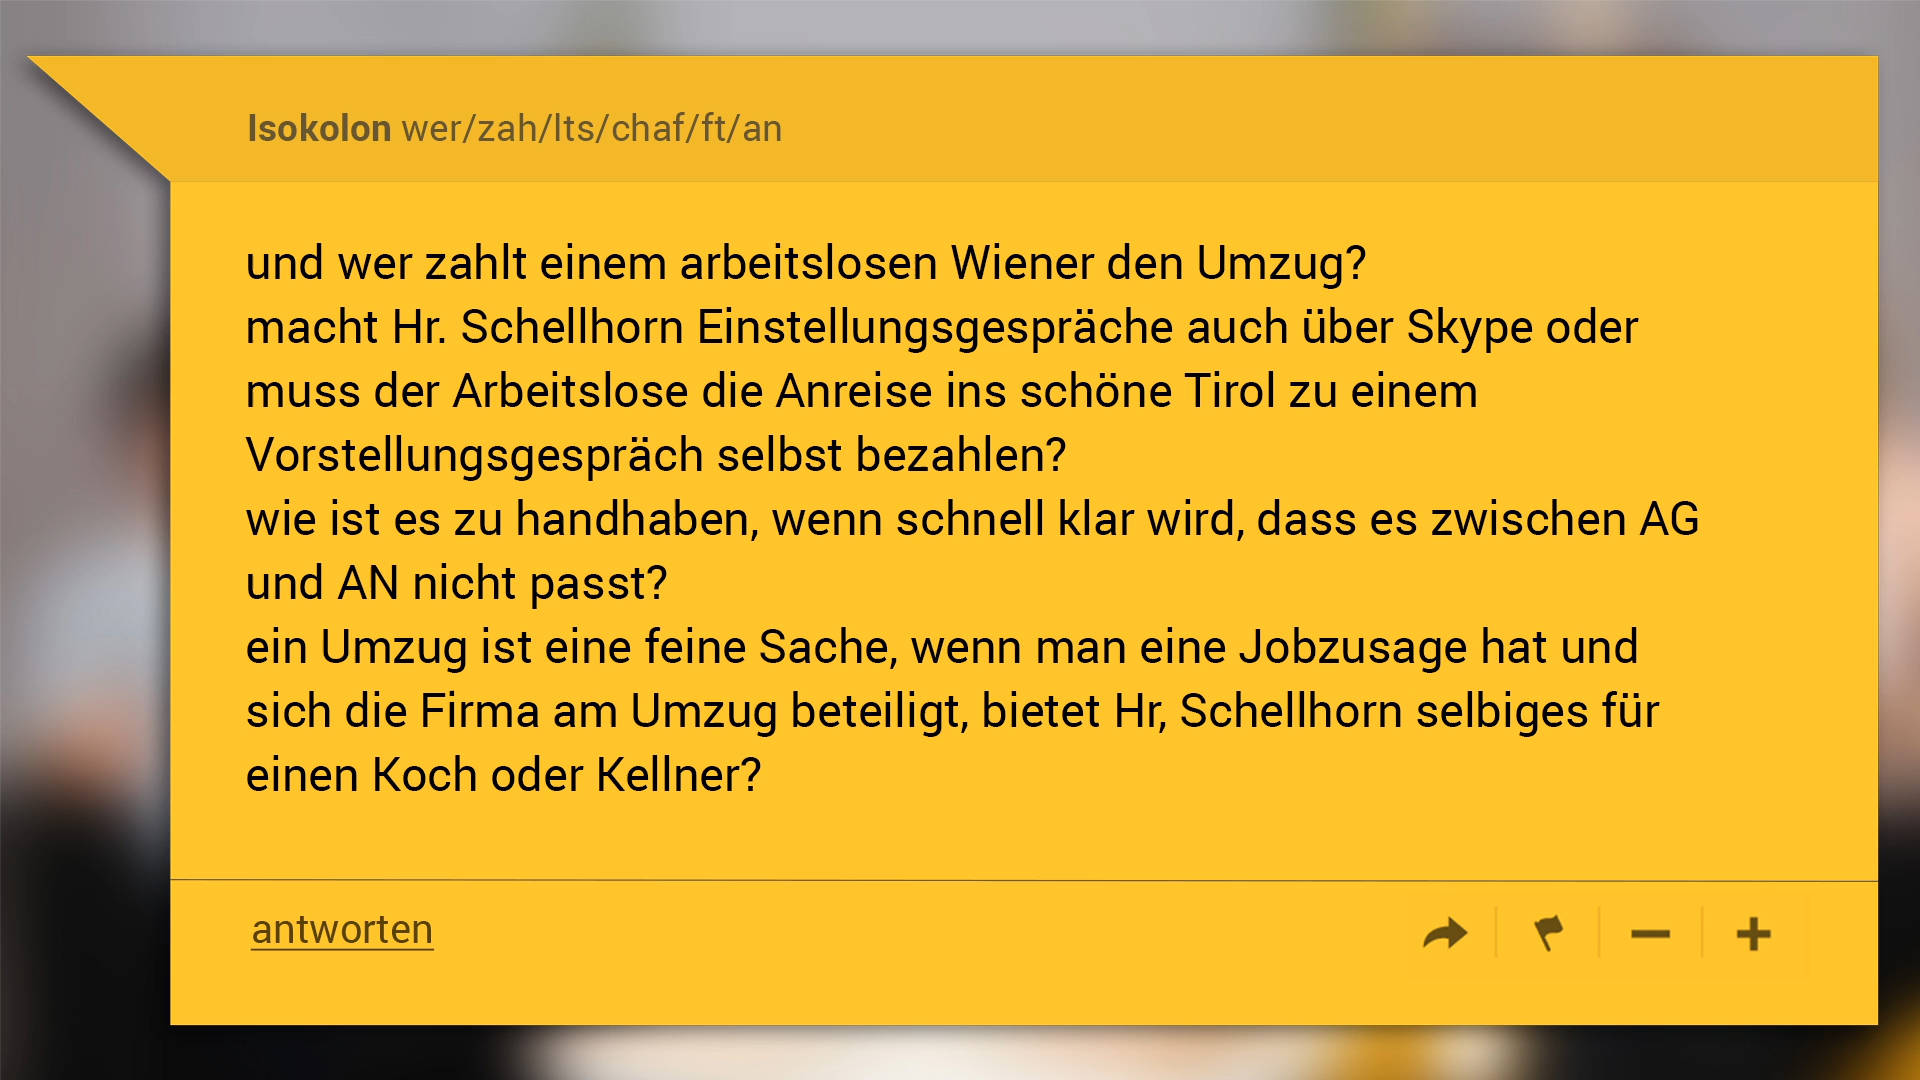 Isokolon wer/zah/lts/chaf/ft/an
und wer zahlt einem arbeitslosen Wiener den Umzug?
macht Hr. Schellhorn Einstellungsgespräche auch über Skype oder
muss der Arbeitslose die Anreise ins schöne Tirol zu einem
Vorstellungsgespräch selbst bezahlen?
wie ist es zu handhaben, wenn schnell klar wird, dass es zwischen AG
und AN nicht passt?
ein Umzug ist eine feine Sache, wenn man eine Jobzusage hat und
sich die Firma am Umzug beteiligt, bietet Hr, Schellhorn selbiges für
einen Koch oder Kellner?
antworten